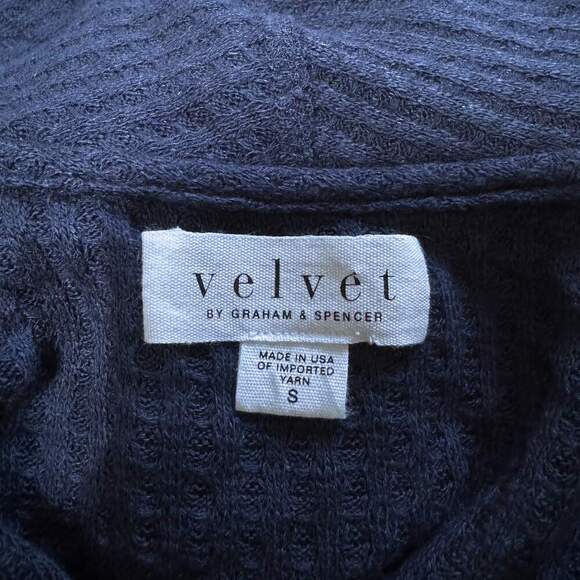 velvet
BY GRAHAM & SPENCER
MADE IN USA
OF IMPORTED
YARN
S